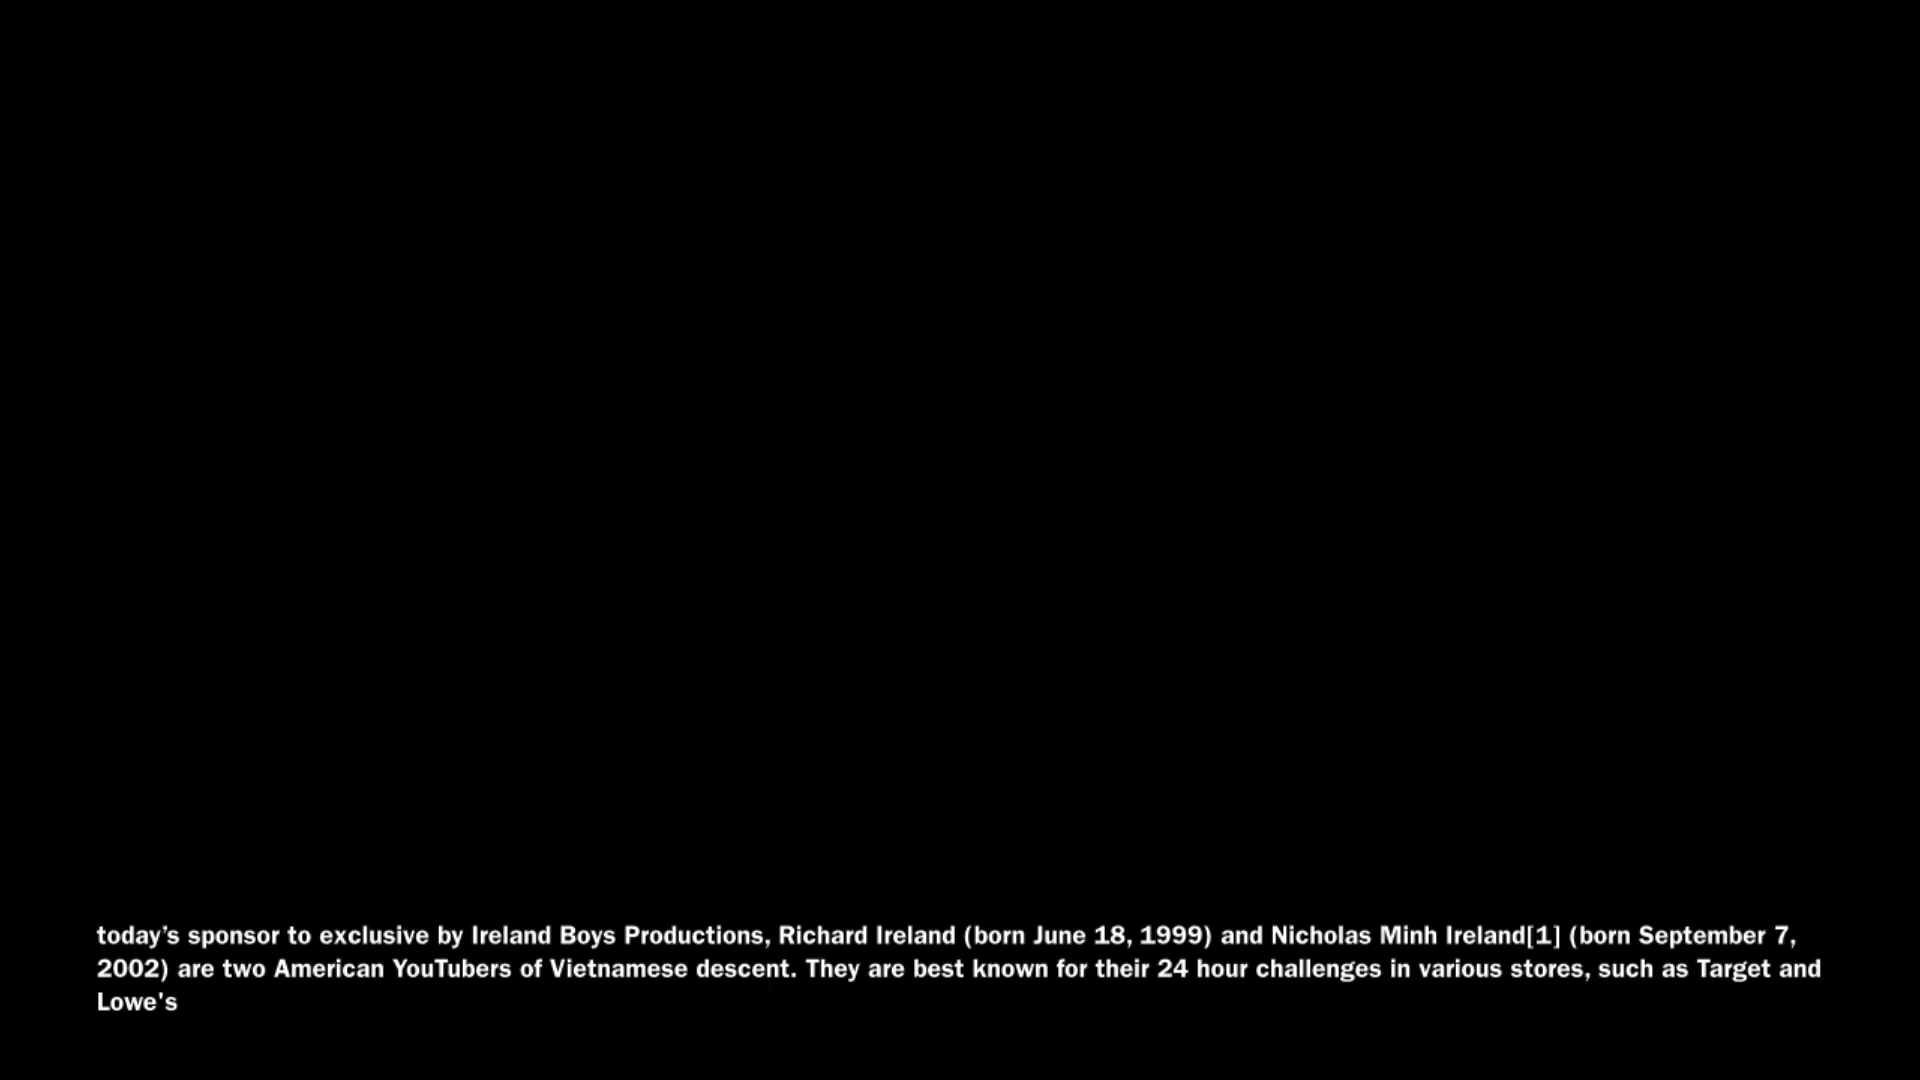 today’s sponsor to exclusive by Ireland Boys Productions, Richard Ireland (born June 18, 1999) and Nicholas Minh Ireland[1] (born September 7,
2002) are two American YouTubers of Vietnamese descent. They are best known for their 24 hour challenges in various stores, such as Target and
Lowe's